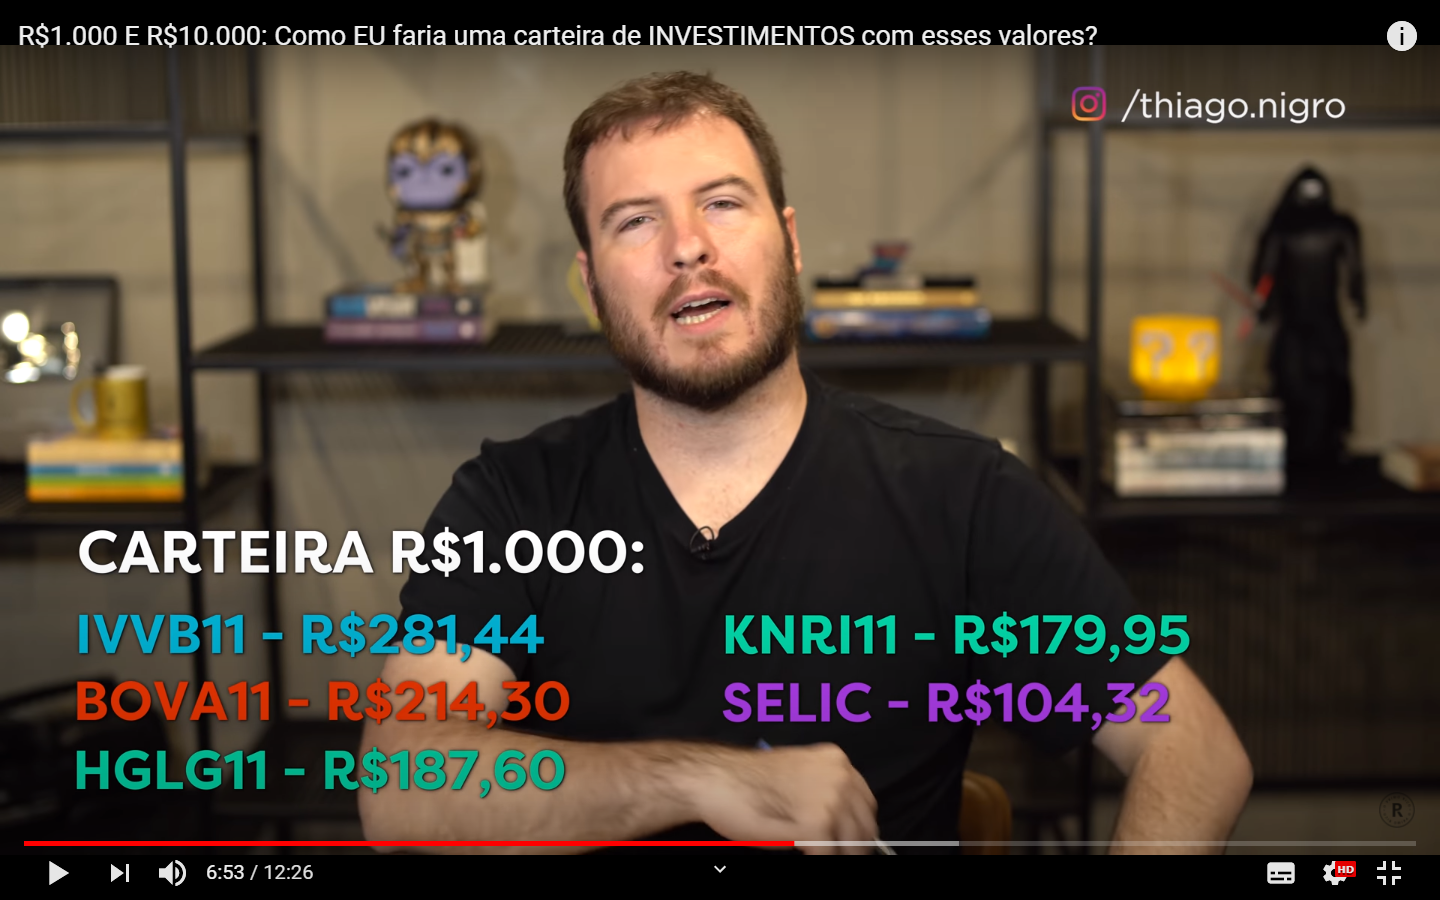 R$1.000 E R$10.000: Como EU faria uma carteira de INVESTIMENTOS com esses valores?
/thiago.nigro
CARTEIRA R$1.000:
IVVB11 - R$281,44
BOVA11 - R$214,30
HGLG11 - R$187,60
KNRI11 - R$179,95
SELIC - R$104,32
R
6:53 / 12:26
HD